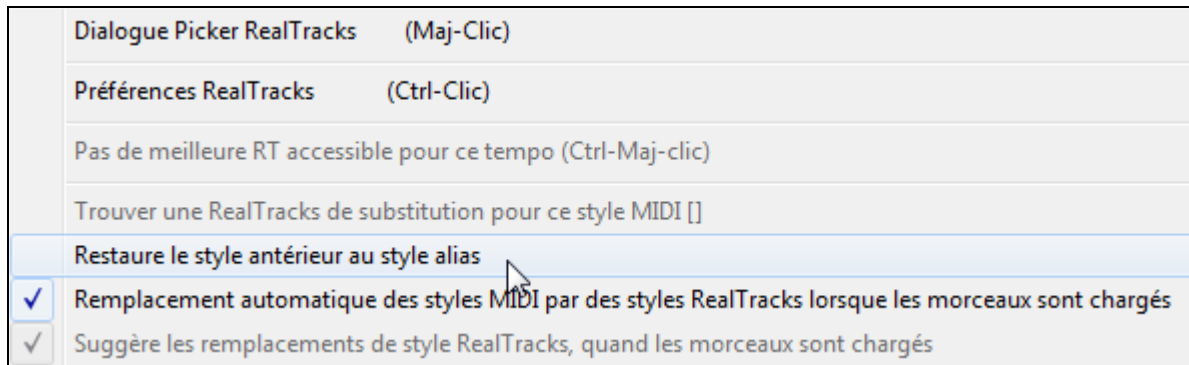 Dialogue Picker RealTracks (Maj-Clic)
Préférences RealTracks (Ctrl-Clic)
Pas de meilleure RT accessible pour ce tempo (Ctrl-Maj-clic)
Trouver une RealTracks de substitution pour ce style MIDI []
Restaure le style antérieur au style alias
Remplacement automatique des styles MIDI par des styles RealTracks lorsque les morceaux sont chargés
Suggère les remplacements de style RealTracks, quand les morceaux sont chargés